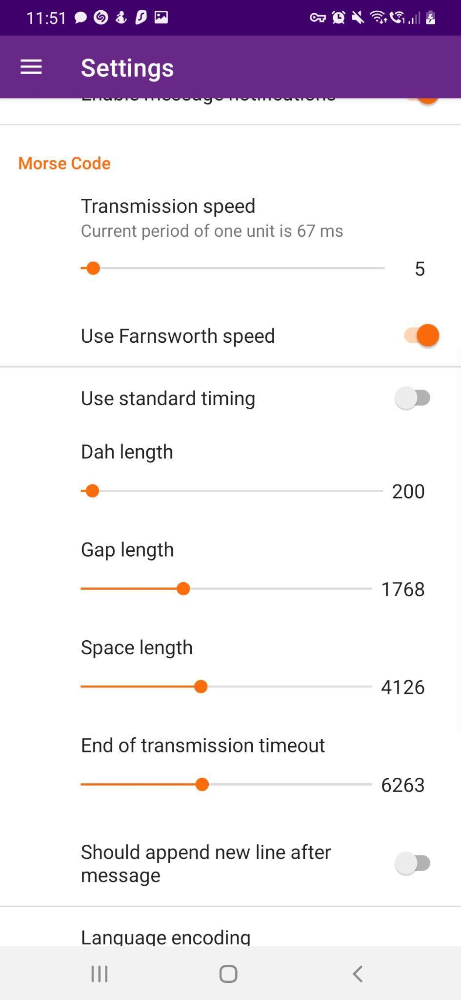 11:51
Settings
Enable message notifications
Morse Code
Transmission speed
Current period of one unit is 67 ms
5
Use Farnsworth speed
Use standard timing
Dah length
200
Gap length
1768
Space length
4126
End of transmission timeout
6263
Should append new line after
message
Language encoding